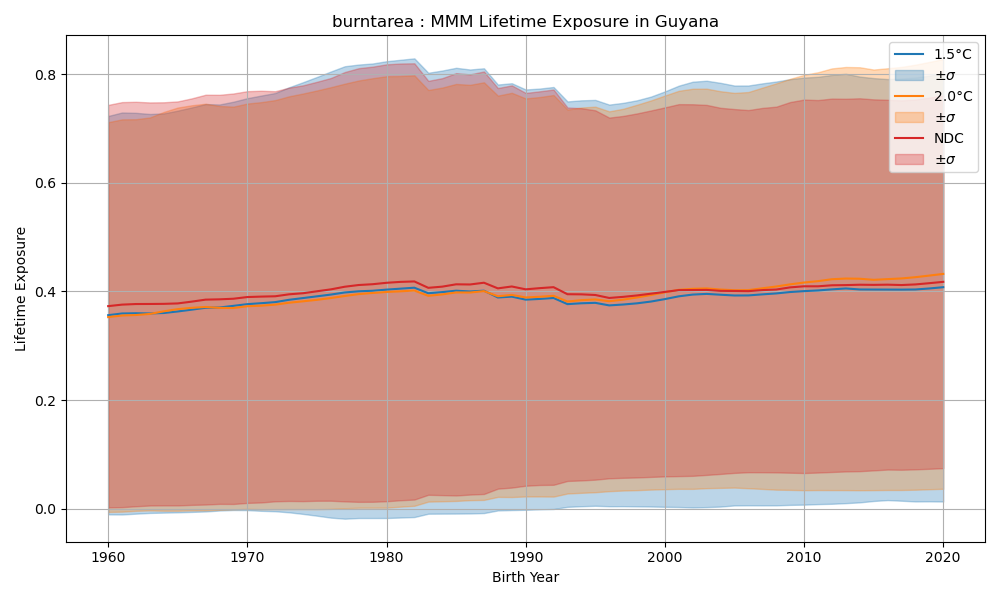 burntarea : MMM Lifetime Exposure in Guyana
1.5°C
±σ
2.0°C
±σ
NDC
±σ
Lifetime Exposure
0.8
0.6
0.4
0.2
0.0
1960 1970 1980 1990 2000 2010 2020
Birth Year